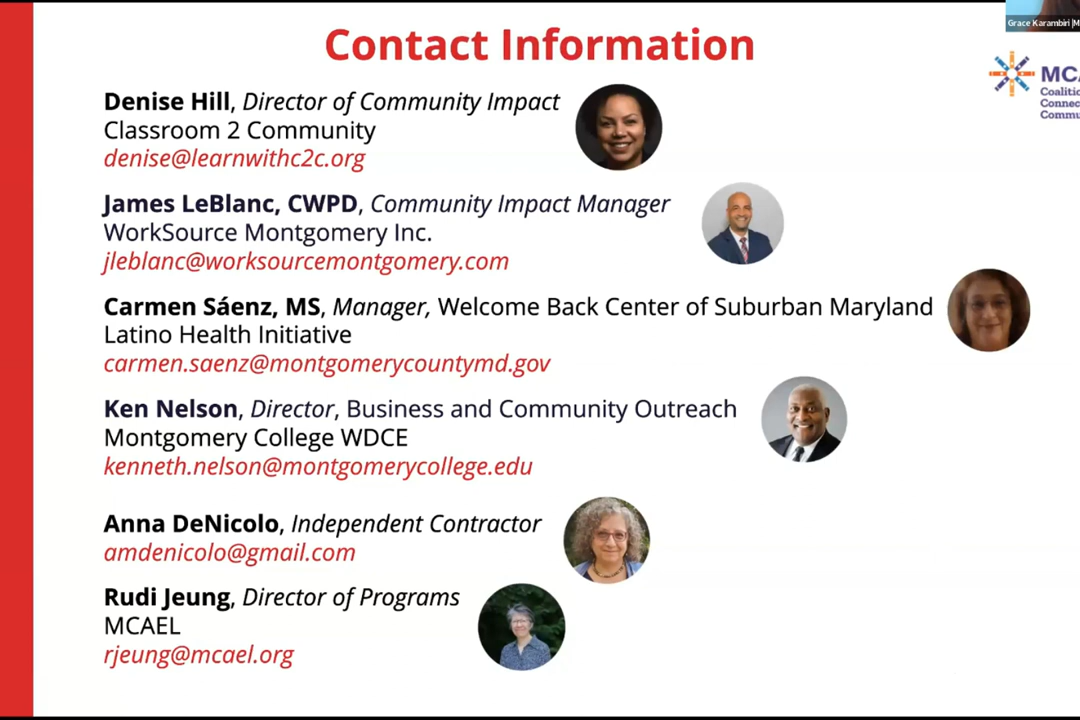 Grace Karambiri |M
Contact Information
MCA
Coalitio
Connec
Commu
Denise Hill, Director of Community Impact
Classroom 2 Community
denise@learnwithc2c.org
James LeBlanc, CWPD, Community Impact Manager
WorkSource Montgomery Inc.
jleblanc@worksourcemontgomery.com
Carmen Sáenz, MS, Manager, Welcome Back Center of Suburban Maryland
Latino Health Initiative
carmen.saenz@montgomerycountymd.gov
Ken Nelson, Director, Business and Community Outreach
Montgomery College WDCE
kenneth.nelson@montgomerycollege.edu
Anna DeNicolo, Independent Contractor
amdenicolo@gmail.com
Rudi Jeung, Director of Programs
MCAEL
rjeung@mcael.org